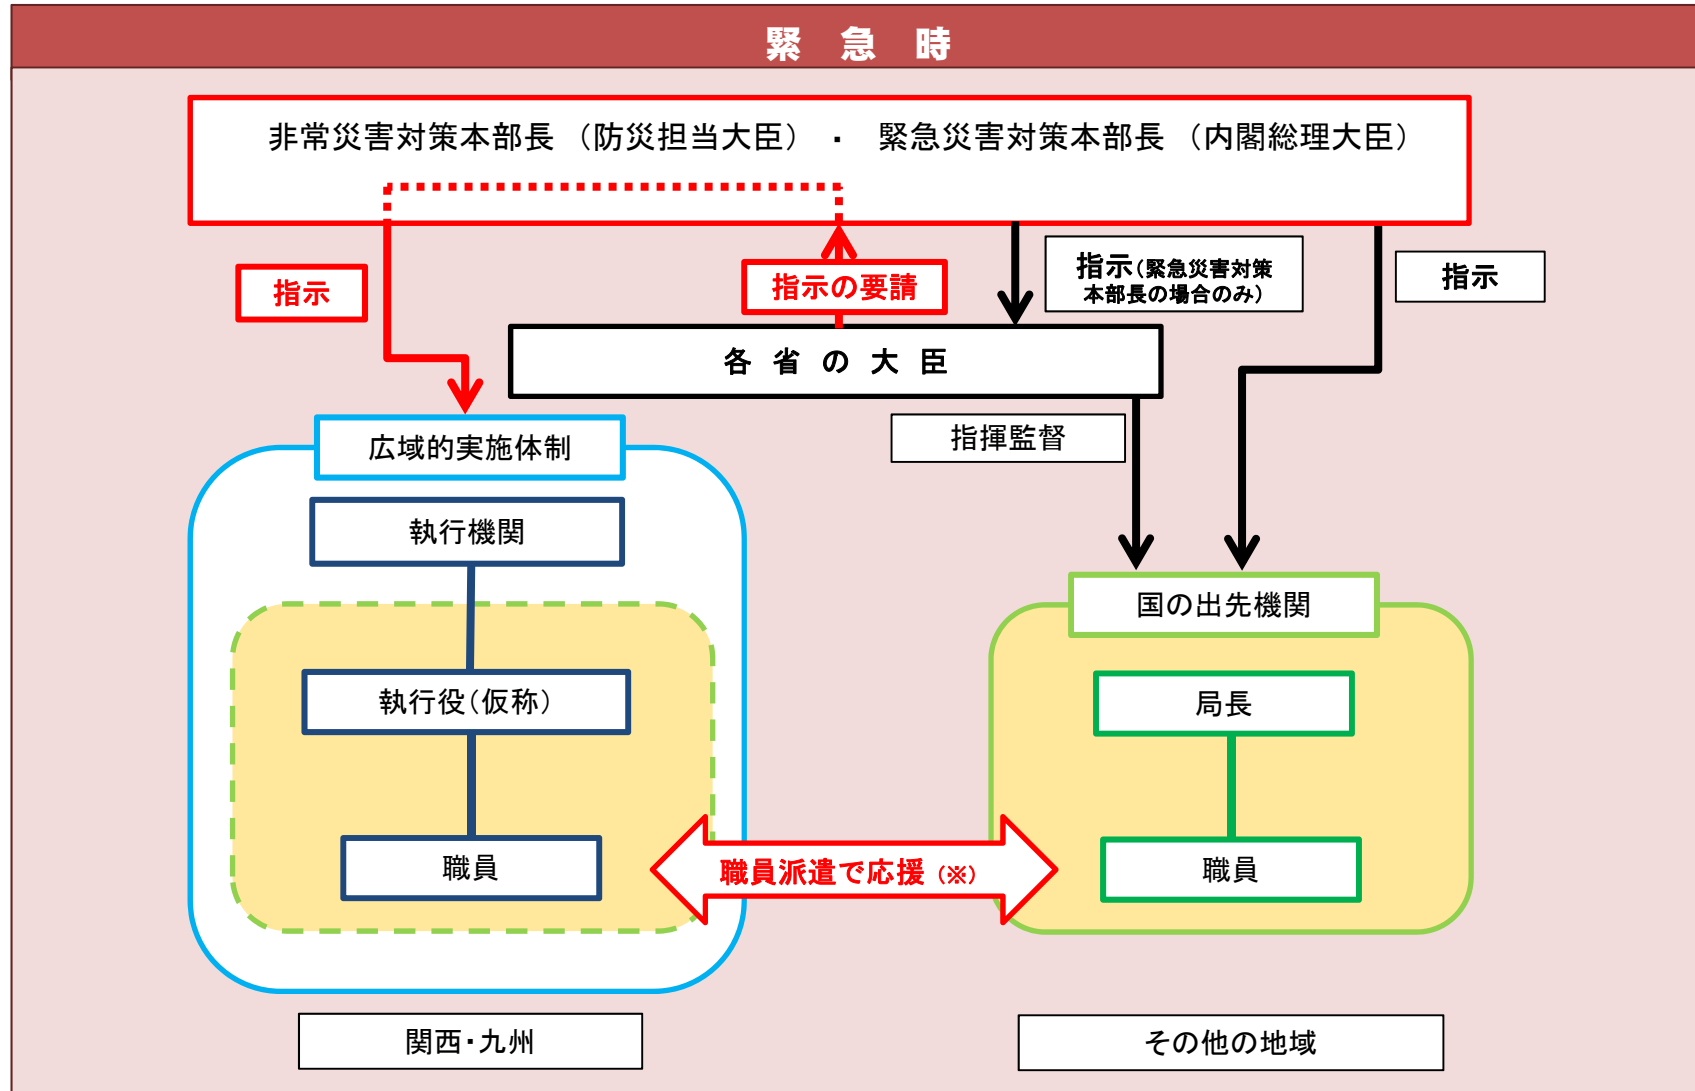 緊急時
非常災害対策本部長（防災担当大臣）・緊急災害対策本部長（内閣総理大臣）
指示
指示の要請
指示（緊急災害対策
本部長の場合のみ）
指示
各省の大臣
指揮監督
広域的実施体制
執行機関
執行役（仮称）
職員
国の出先機関
局長
職員
職員派遣で応援（※）
関西・九州
その他の地域